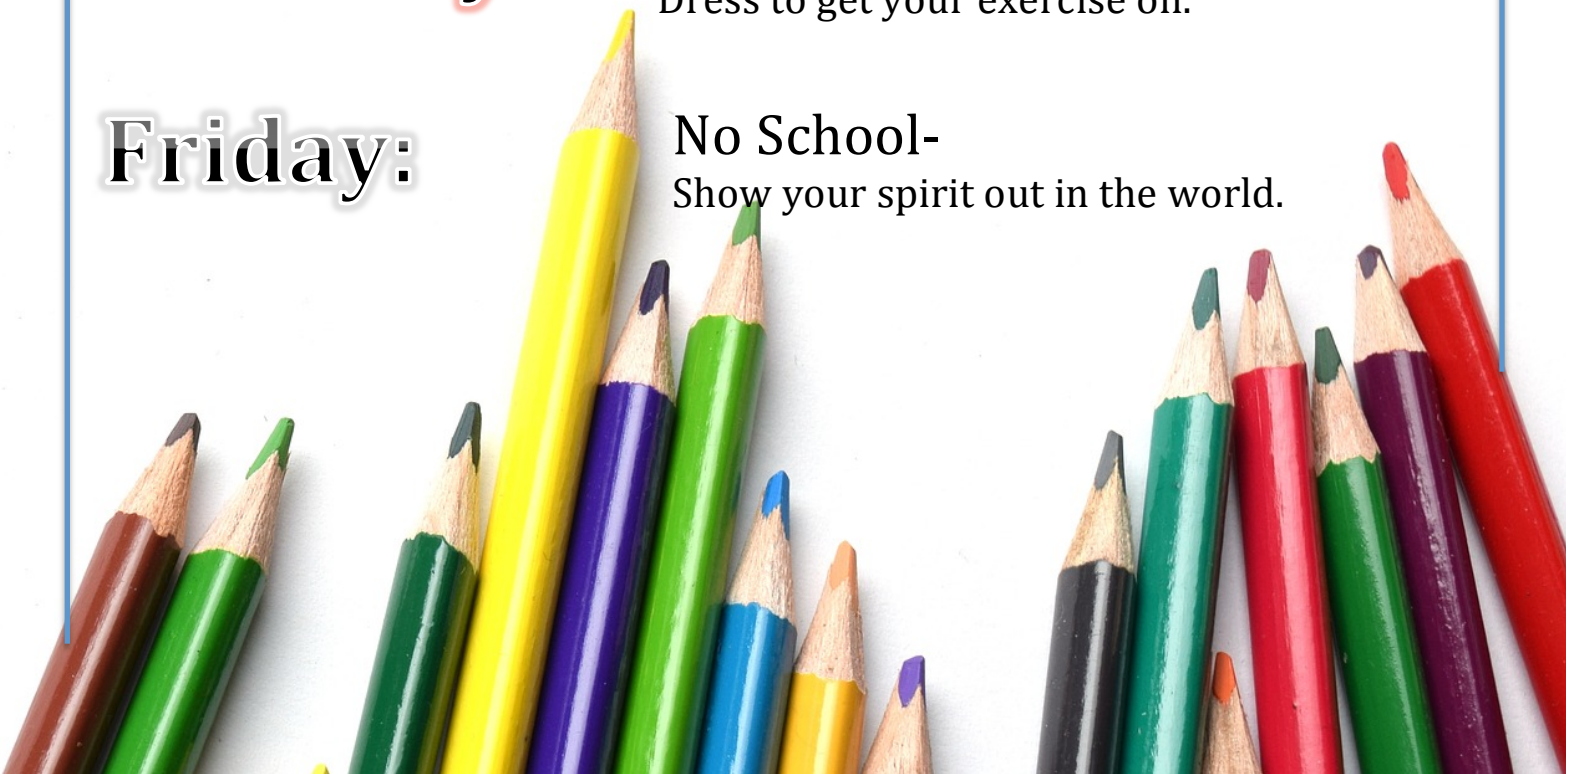 Dress to get your exercise on.
Friday:
No School-
Show your spirit out in the world.